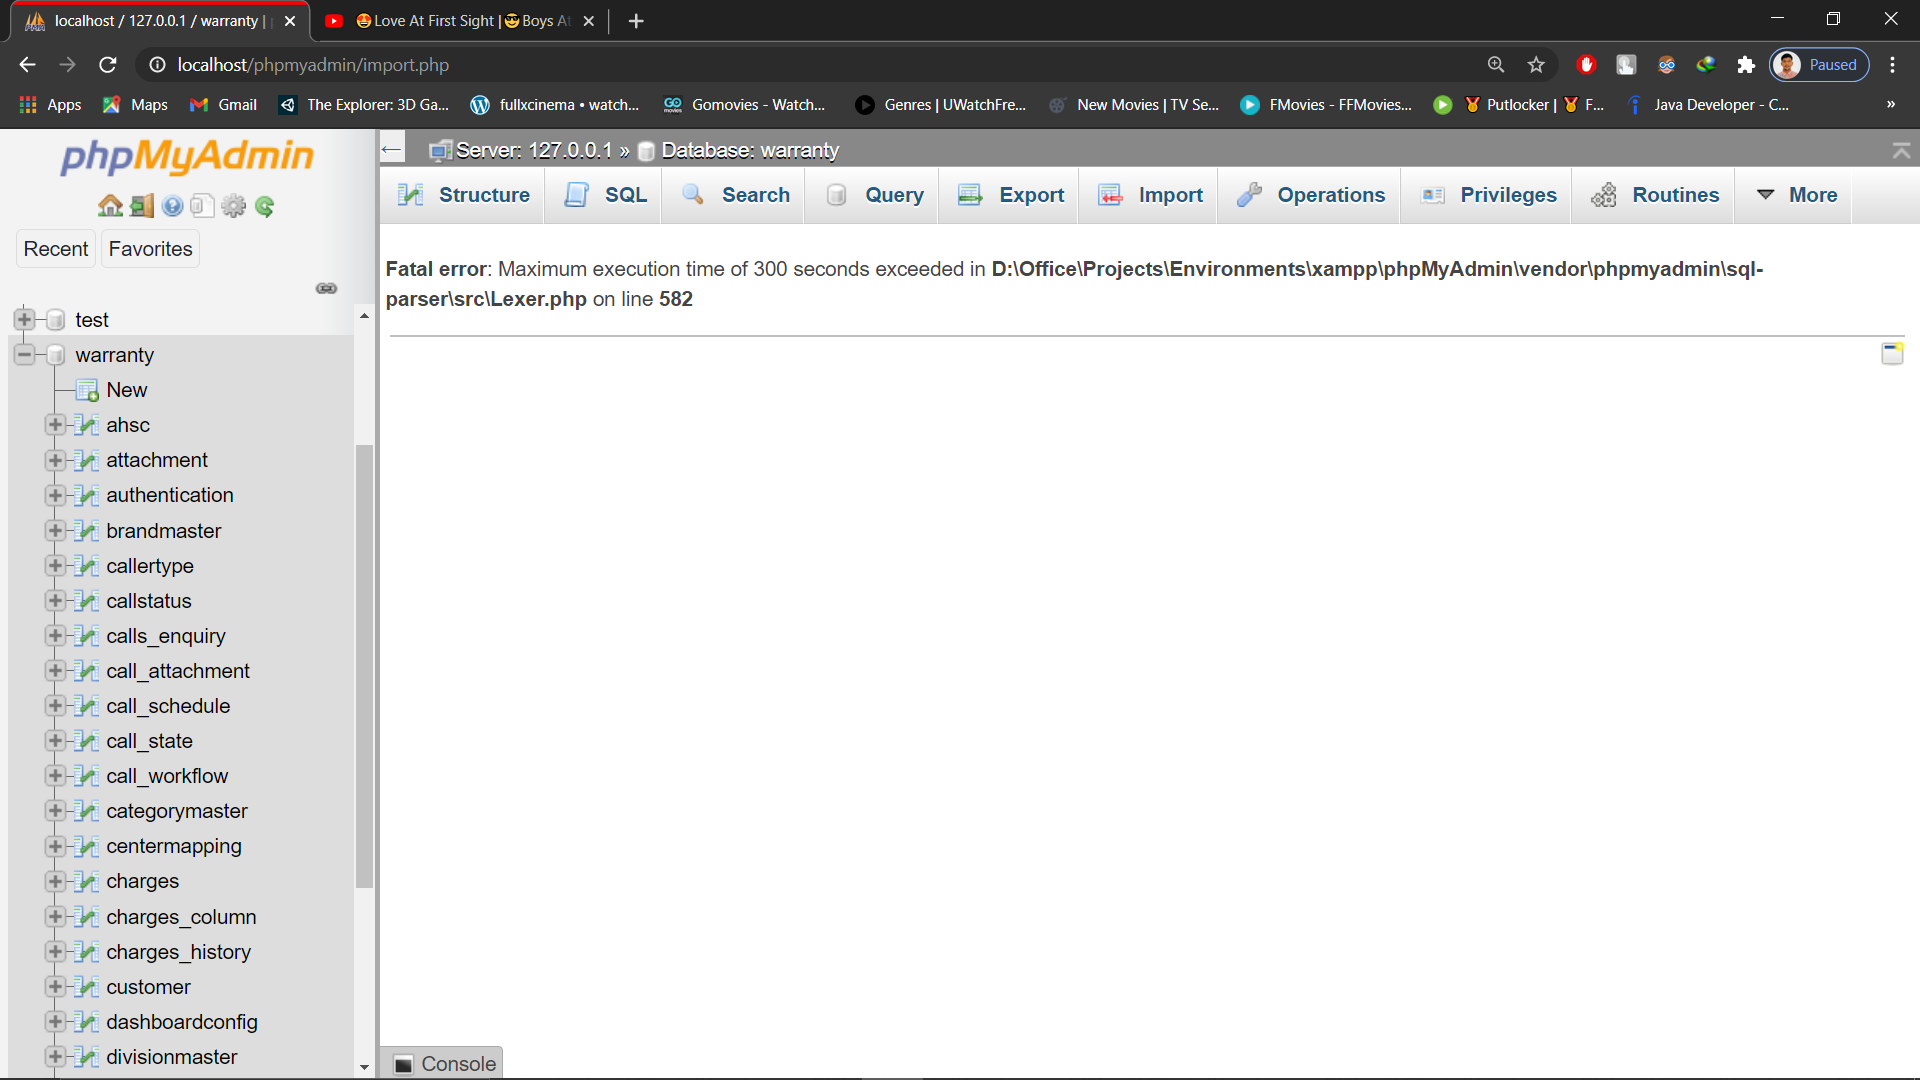 localhost / 127.0.0.1 / warranty |
😍Love At First Sight | 😎Boys At
localhost/phpmyadmin/import.php
Paused
Apps
Maps
Gmail
The Explorer: 3D Ga...
fullxcinema • watch...
Gomovies - Watch...
Genres | UWatchFre...
New Movies | TV Se...
FMovies - FFMovies...
Putlocker | 🏅 F...
Java Developer - C...
»
phpMyAdmin
Recent
Favorites
test
warranty
New
ahsc
attachment
authentication
brandmaster
callertype
callstatus
calls_enquiry
call_attachment
call_schedule
call_state
call_workflow
categorymaster
centermapping
charges
charges_column
charges_history
customer
dashboardconfig
divisionmaster
Server: 127.0.0.1 » Database: warranty
Structure
SQL
Search
Query
Export
Import
Operations
Privileges
Routines
More
Fatal error: Maximum execution time of 300 seconds exceeded in D:\Office\Projects\Environments\xampp\phpMyAdmin\vendor\phpmyadmin\sql-
parser\src\Lexer.php on line 582
Console